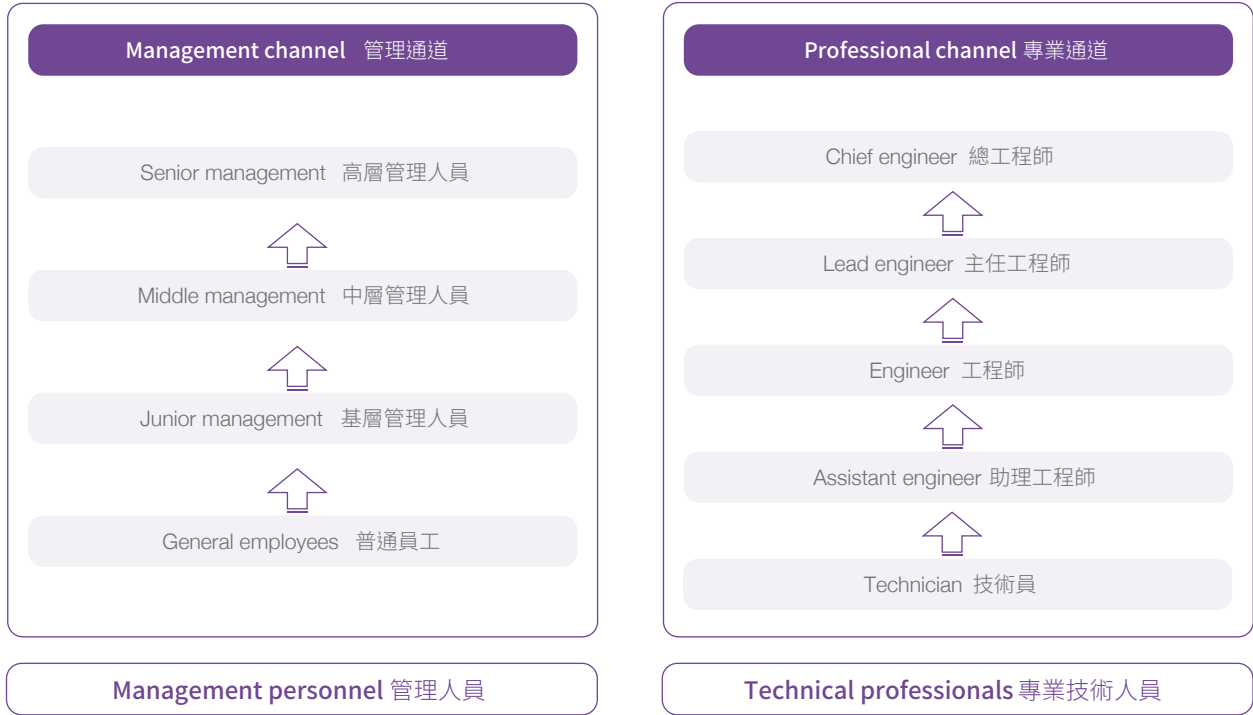 Management channel 管理通道
Senior management 高層管理人員
Middle management 中層管理人員
Junior management 基層管理人員
General employees 普通員工
Management personnel 管理人員
Professional channel 專業通道
Chief engineer 總工程師
Lead engineer 主任工程師
Engineer 工程師
Assistant engineer 助理工程師
Technician 技術員
Technical professionals 專業技術人員